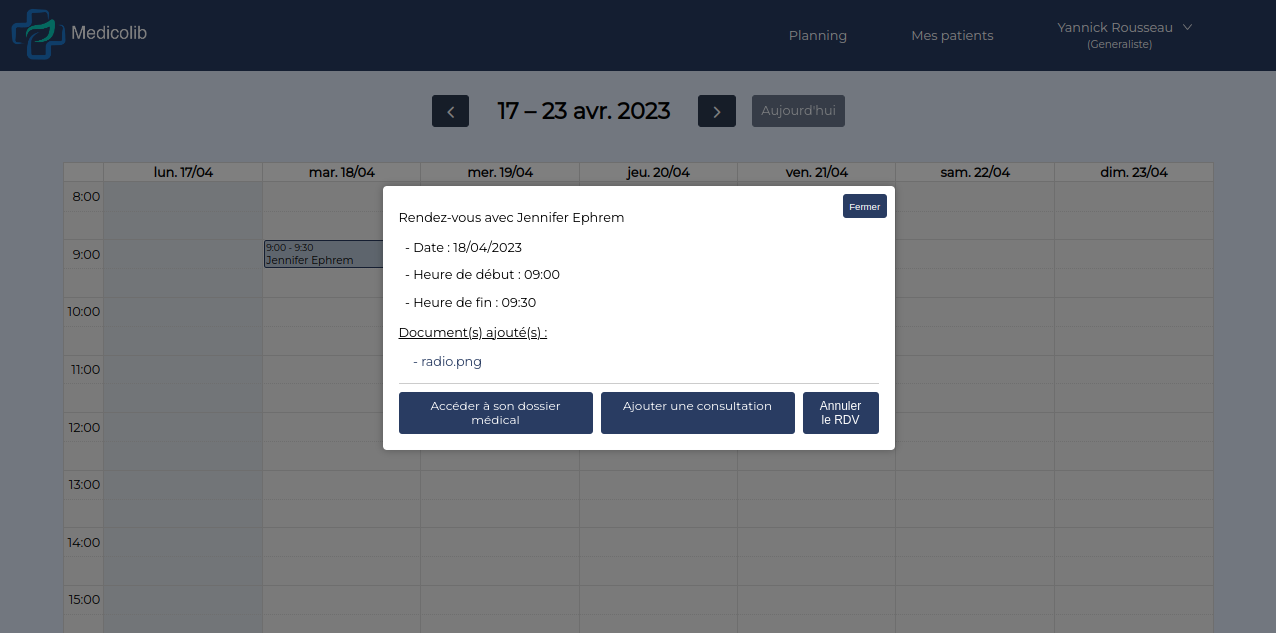 Medicolib
Planning
Mes patients
Yannick Rousseau
(Generaliste)
17 – 23 avr. 2023
Aujourd'hui
lun. 17/04
mar. 18/04
mer. 19/04
jeu. 20/04
ven. 21/04
sam. 22/04
dim. 23/04
8:00
9:00
10:00
11:00
12:00
13:00
14:00
15:00
9:00 - 9:30
Jennifer Ephrem
Fermer
Rendez-vous avec Jennifer Ephrem
- Date : 18/04/2023
- Heure de début : 09:00
- Heure de fin : 09:30
Document(s) ajouté(s) :
- radio.png
Accéder à son dossier
médical
Ajouter une consultation
Annuler
le RDV